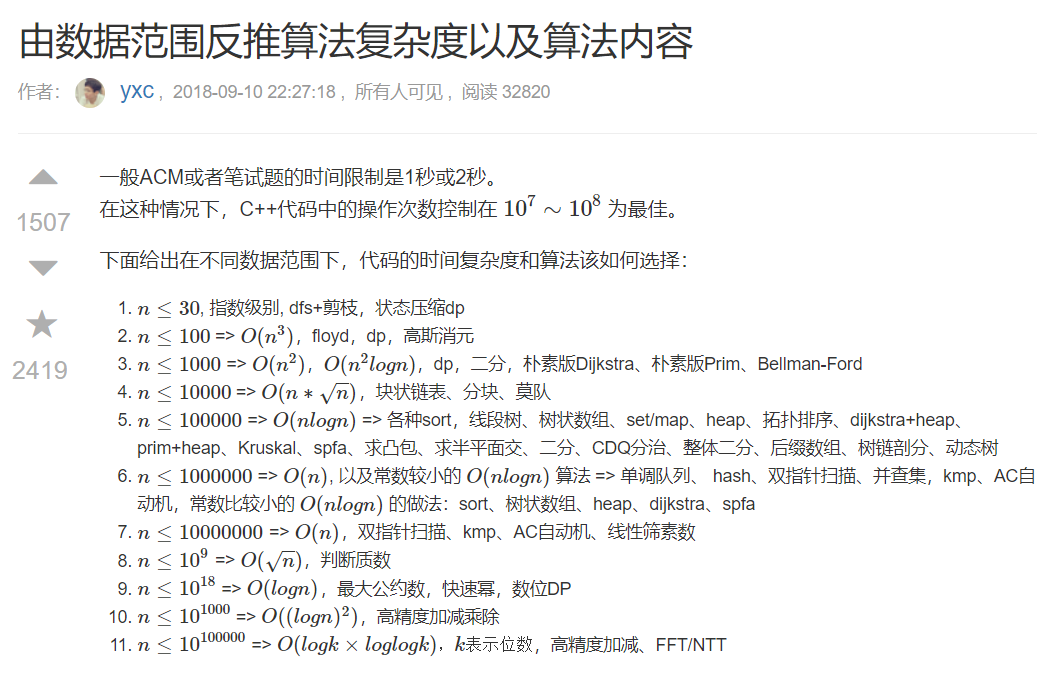 由数据范围反推算法复杂度以及算法内容
作者： yxc ，2018-09-10 22:27:18 ，所有人可见 ，阅读 32820
1507
2419
一般ACM或者笔试题的时间限制是1秒或2秒。
在这种情况下，C++代码中的操作次数控制在 10^7 ∼ 10^8 为最佳。
下面给出在不同数据范围下，代码的时间复杂度和算法该如何选择：
1. n ≤ 30, 指数级别, dfs+剪枝，状态压缩dp
2. n ≤ 100 => O(n^3)，floyd，dp，高斯消元
3. n ≤ 1000 => O(n^2)，O(n^2logn)，dp，二分，朴素版Dijkstra、朴素版Prim、Bellman-Ford
4. n ≤ 10000 => O(n ∗ √n)，块状链表、分块、莫队
5. n ≤ 100000 => O(nlogn) => 各种sort，线段树、树状数组、set/map、heap、拓扑排序、dijkstra+heap、
prim+heap、Kruskal、spfa、求凸包、求半平面交、二分、CDQ分治、整体二分、后缀数组、树链剖分、动态树
6. n ≤ 1000000 => O(n), 以及常数较小的 O(nlogn) 算法 => 单调队列、 hash、双指针扫描、并查集，kmp、AC自
动机，常数比较小的 O(nlogn) 的做法：sort、树状数组、heap、dijkstra、spfa
7. n ≤ 10000000 => O(n)，双指针扫描、kmp、AC自动机、线性筛素数
8. n ≤ 10^9 => O(√n)，判断质数
9. n ≤ 10^18 => O(logn)，最大公约数，快速幂，数位DP
10. n ≤ 10^1000 => O((logn)^2)，高精度加减乘除
11. n ≤ 10^100000 => O(logk × loglogk)，k表示位数，高精度加减、FFT/NTT